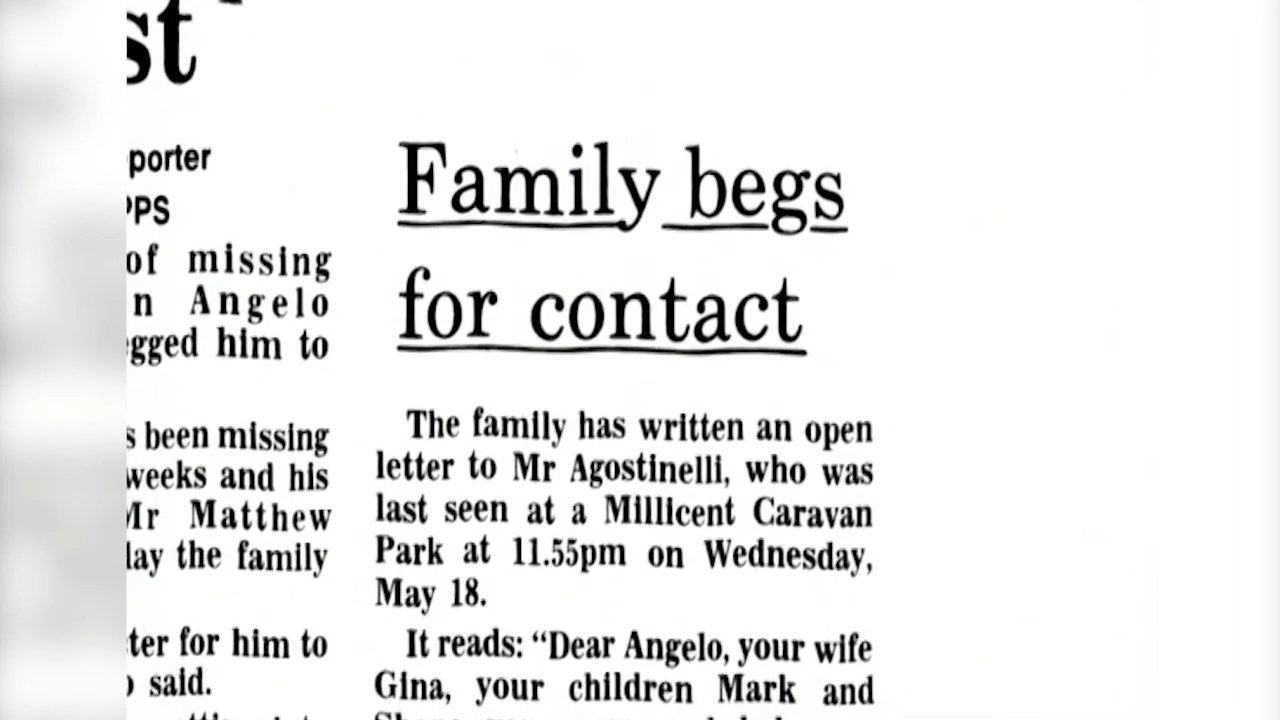 st
porter
PPS
of missing
n Angelo
gged him to
s been missing
weeks and his
Mr Matthew
lay the family
ter for him to
said.
Family begs
for contact
The family has written an open
letter to Mr Agostinelli, who was
last seen at a Millicent Caravan
Park at 11.55pm on Wednesday,
May 18.
It reads: “Dear Angelo, your wife
Gina, your children Mark and